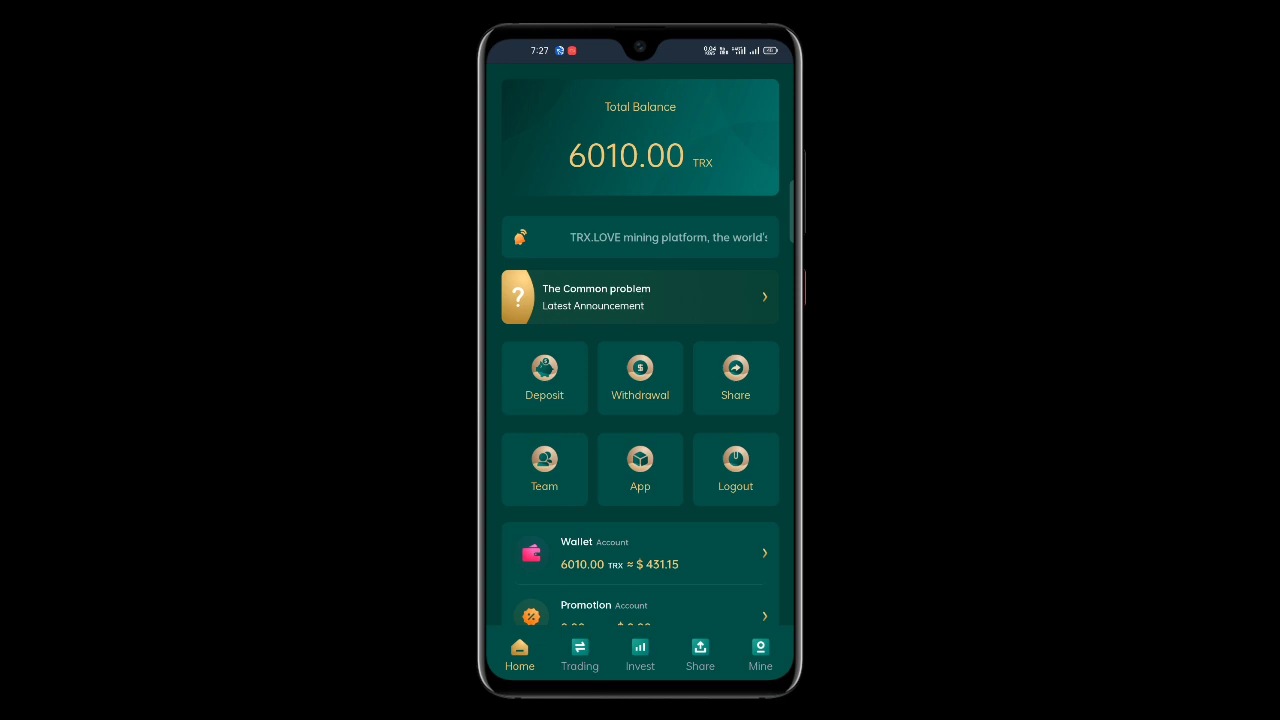 7:27
Total Balance
6010.00 TRX
TRX.LOVE mining platform, the world's
?
The Common problem
Latest Announcement
Deposit
Withdrawal
Share
Team
App
Logout
Wallet Account
6010.00 TRX ≈ $ 431.15
Promotion Account
Home
Trading
Invest
Share
Mine